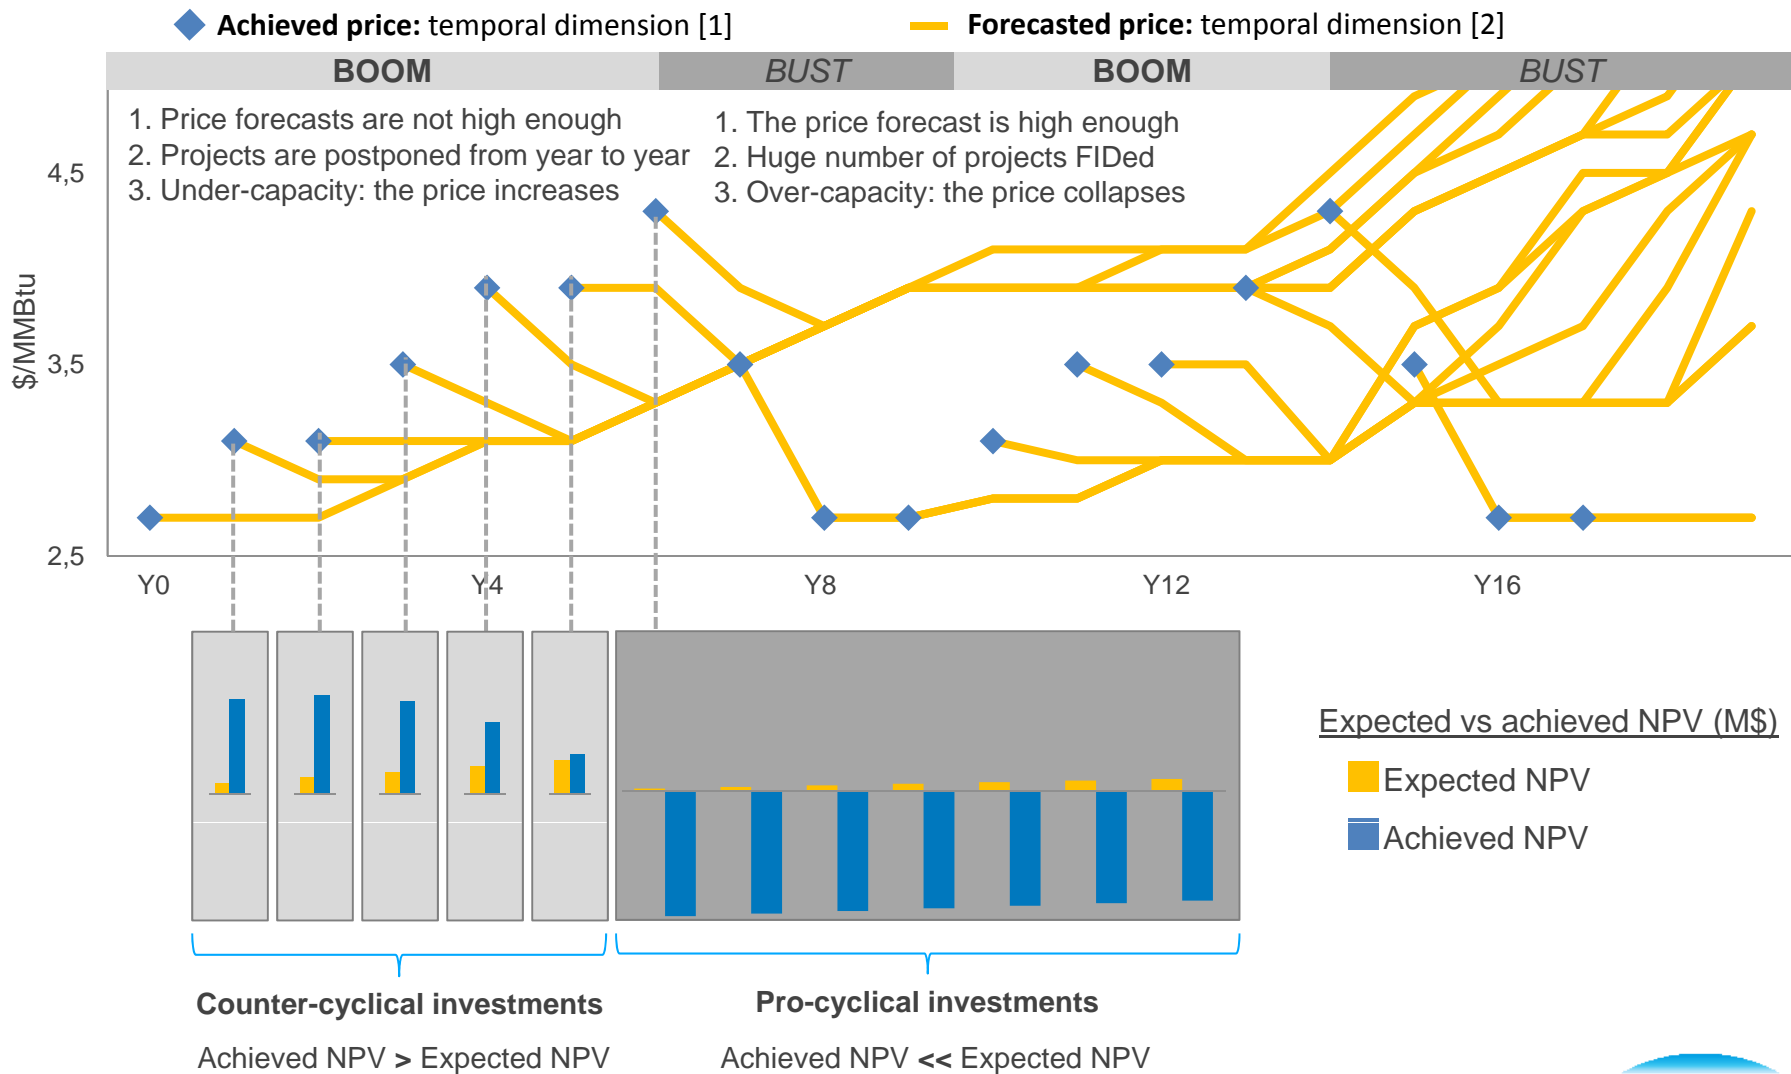 Achieved price: temporal dimension [1]
Forecasted price: temporal dimension [2]
BOOM
BUST
BOOM
BUST
1. Price forecasts are not high enough
2. Projects are postponed from year to year
3. Under-capacity: the price increases
1. The price forecast is high enough
2. Huge number of projects FIDed
3. Over-capacity: the price collapses
$/MMBtu
4,5
3,5
2,5
Y0
Y4
Y8
Y12
Y16
Expected vs achieved NPV (M$)
Expected NPV
Achieved NPV
Counter-cyclical investments
Achieved NPV > Expected NPV
Pro-cyclical investments
Achieved NPV << Expected NPV